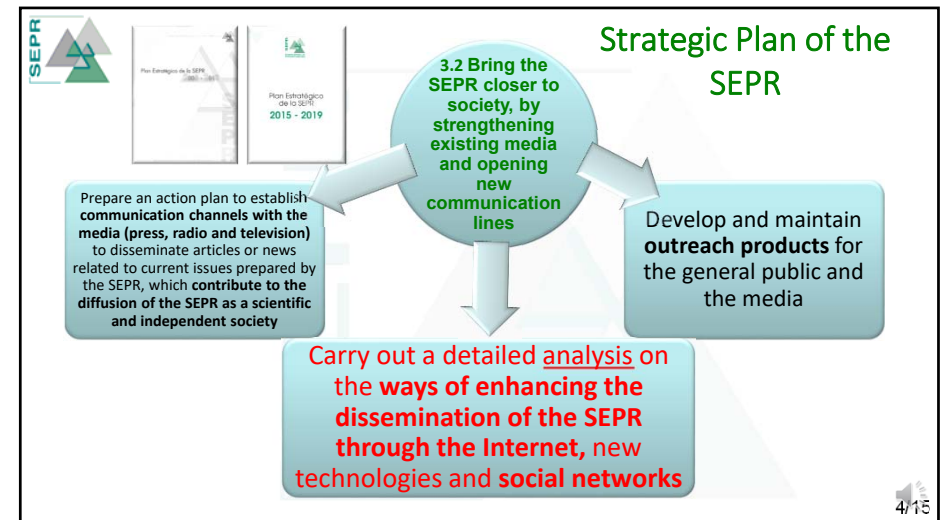 SEPR
Plan Estratégico de la SEPR
Plan Estratégico
de la SEPR
2015 - 2019
Strategic Plan of the
SEPR
3.2 Bring the
SEPR closer to
society, by
strengthening
existing media
and opening
new
communication
lines
Prepare an action plan to establish
communication channels with the
media (press, radio and television)
to disseminate articles or news
related to current issues prepared by
the SEPR, which contribute to the
diffusion of the SEPR as a scientific
and independent society
Develop and maintain
outreach products for
the general public and
the media
Carry out a detailed analysis on
the ways of enhancing the
dissemination of the SEPR
through the Internet, new
technologies and social networks
4/15